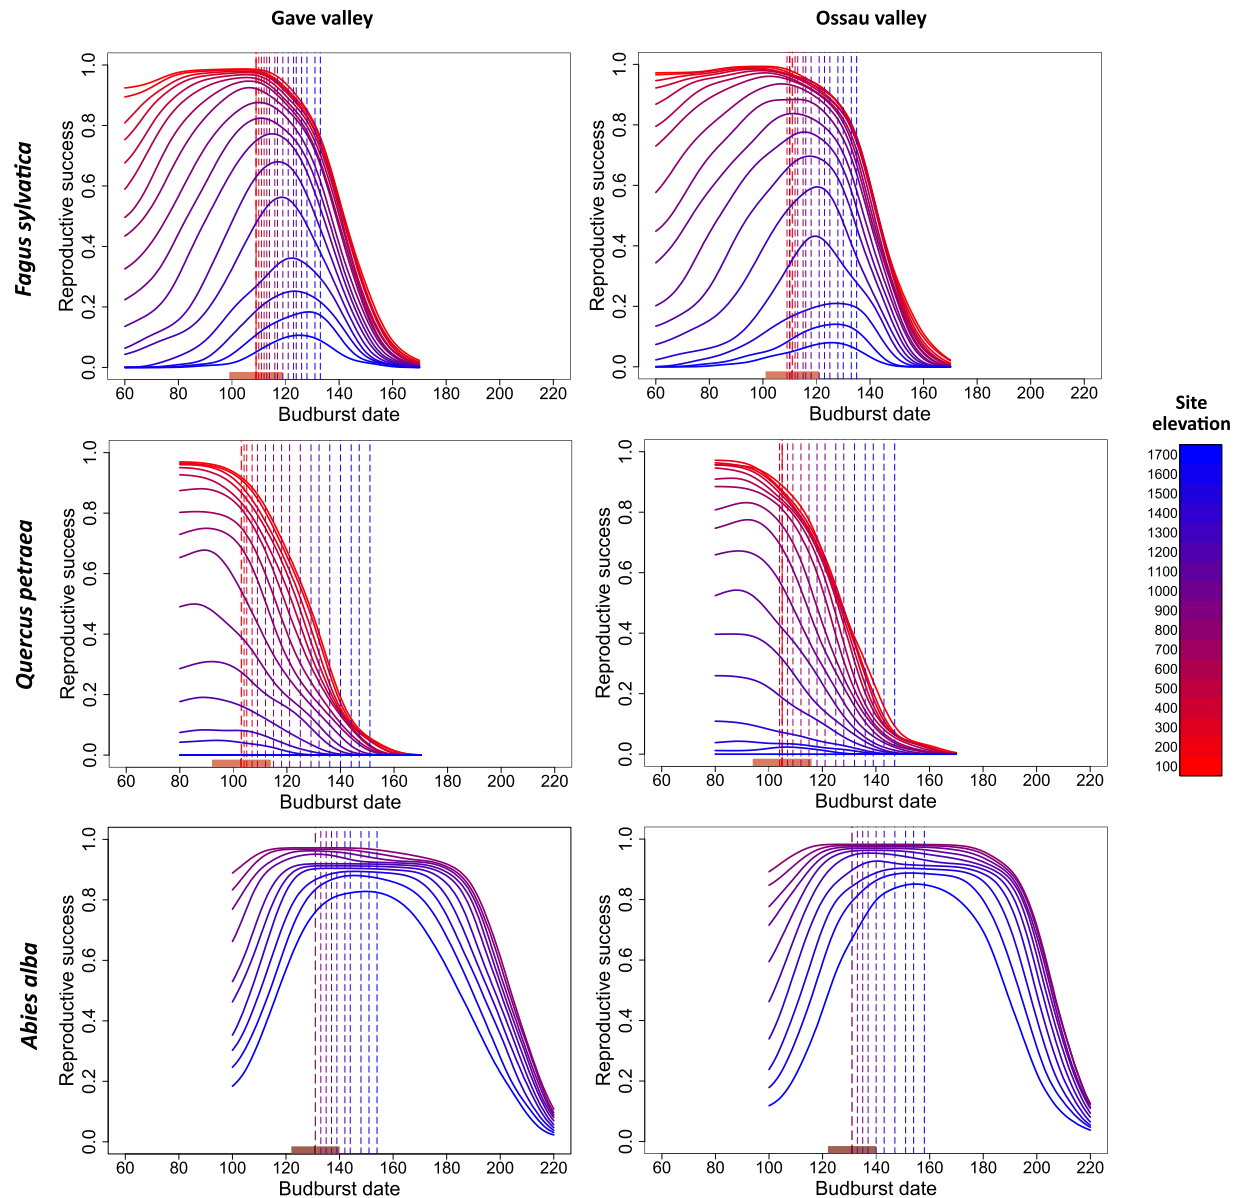 Gave valley
Ossau valley
Fagus sylvatica
Reproductive success
0.0 0.2 0.4 0.6 0.8 1.0
60 80 100 120 140 160 180 200 220
Budburst date
Reproductive success
0.0 0.2 0.4 0.6 0.8 1.0
60 80 100 120 140 160 180 200 220
Budburst date
Quercus petraea
Reproductive success
0.0 0.2 0.4 0.6 0.8 1.0
60 80 100 120 140 160 180 200 220
Budburst date
Reproductive success
0.0 0.2 0.4 0.6 0.8 1.0
60 80 100 120 140 160 180 200 220
Budburst date
Site
elevation
1700
1600
1500
1400
1300
1200
1100
1000
900
800
700
600
500
400
300
200
100
Abies alba
Reproductive success
0.0 0.2 0.4 0.6 0.8 1.0
60 80 100 120 140 160 180 200 220
Budburst date
Reproductive success
0.0 0.2 0.4 0.6 0.8 1.0
60 80 100 120 140 160 180 200 220
Budburst date